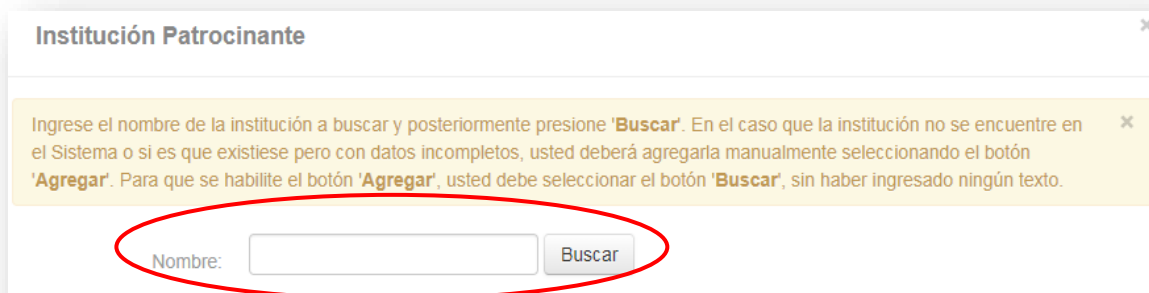 Institución Patrocinante
×
Ingrese el nombre de la institución a buscar y posteriormente presione 'Buscar'. En el caso que la institución no se encuentre en
×
el Sistema o si es que existiese pero con datos incompletos, usted deberá agregarla manualmente seleccionando el botón
'Agregar'. Para que se habilite el botón 'Agregar', usted debe seleccionar el botón 'Buscar', sin haber ingresado ningún texto.
Nombre:
Buscar